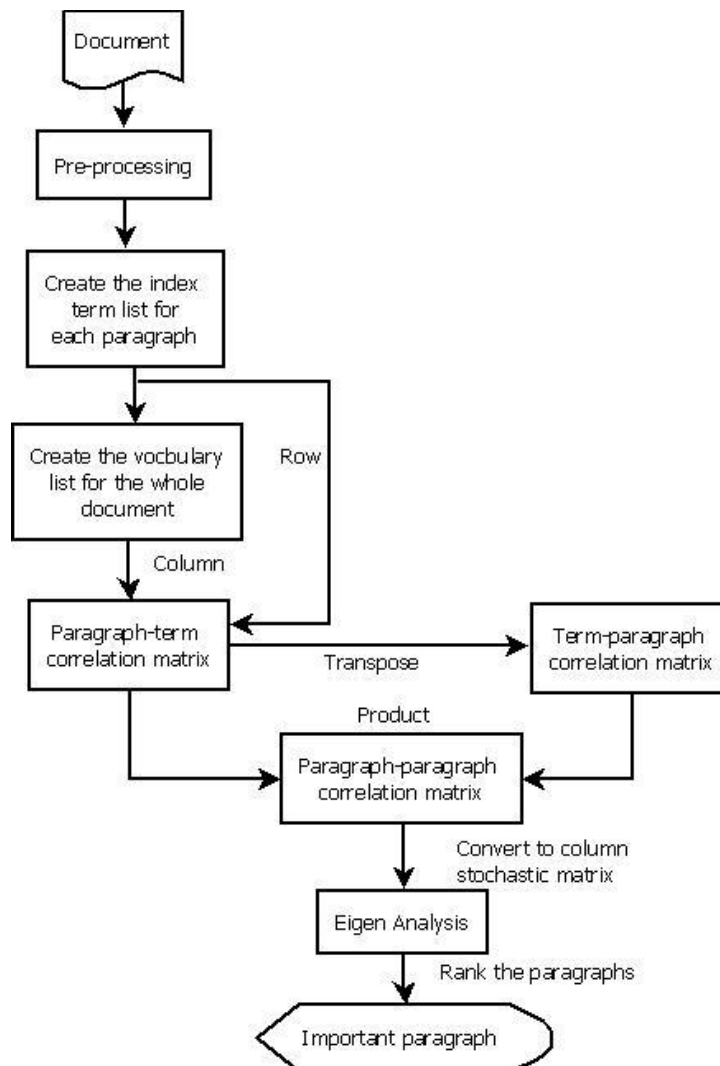 Document
Pre-processing
Create the index
term list for
each paragraph
Row
Create the vocbulary
list for the whole
document
Column
Paragraph-term
correlation matrix
Transpose
Term-paragraph
correlation matrix
Product
Paragraph-paragraph
correlation matrix
Convert to column
stochastic matrix
Eigen Analysis
Rank the paragraphs
Important paragraph